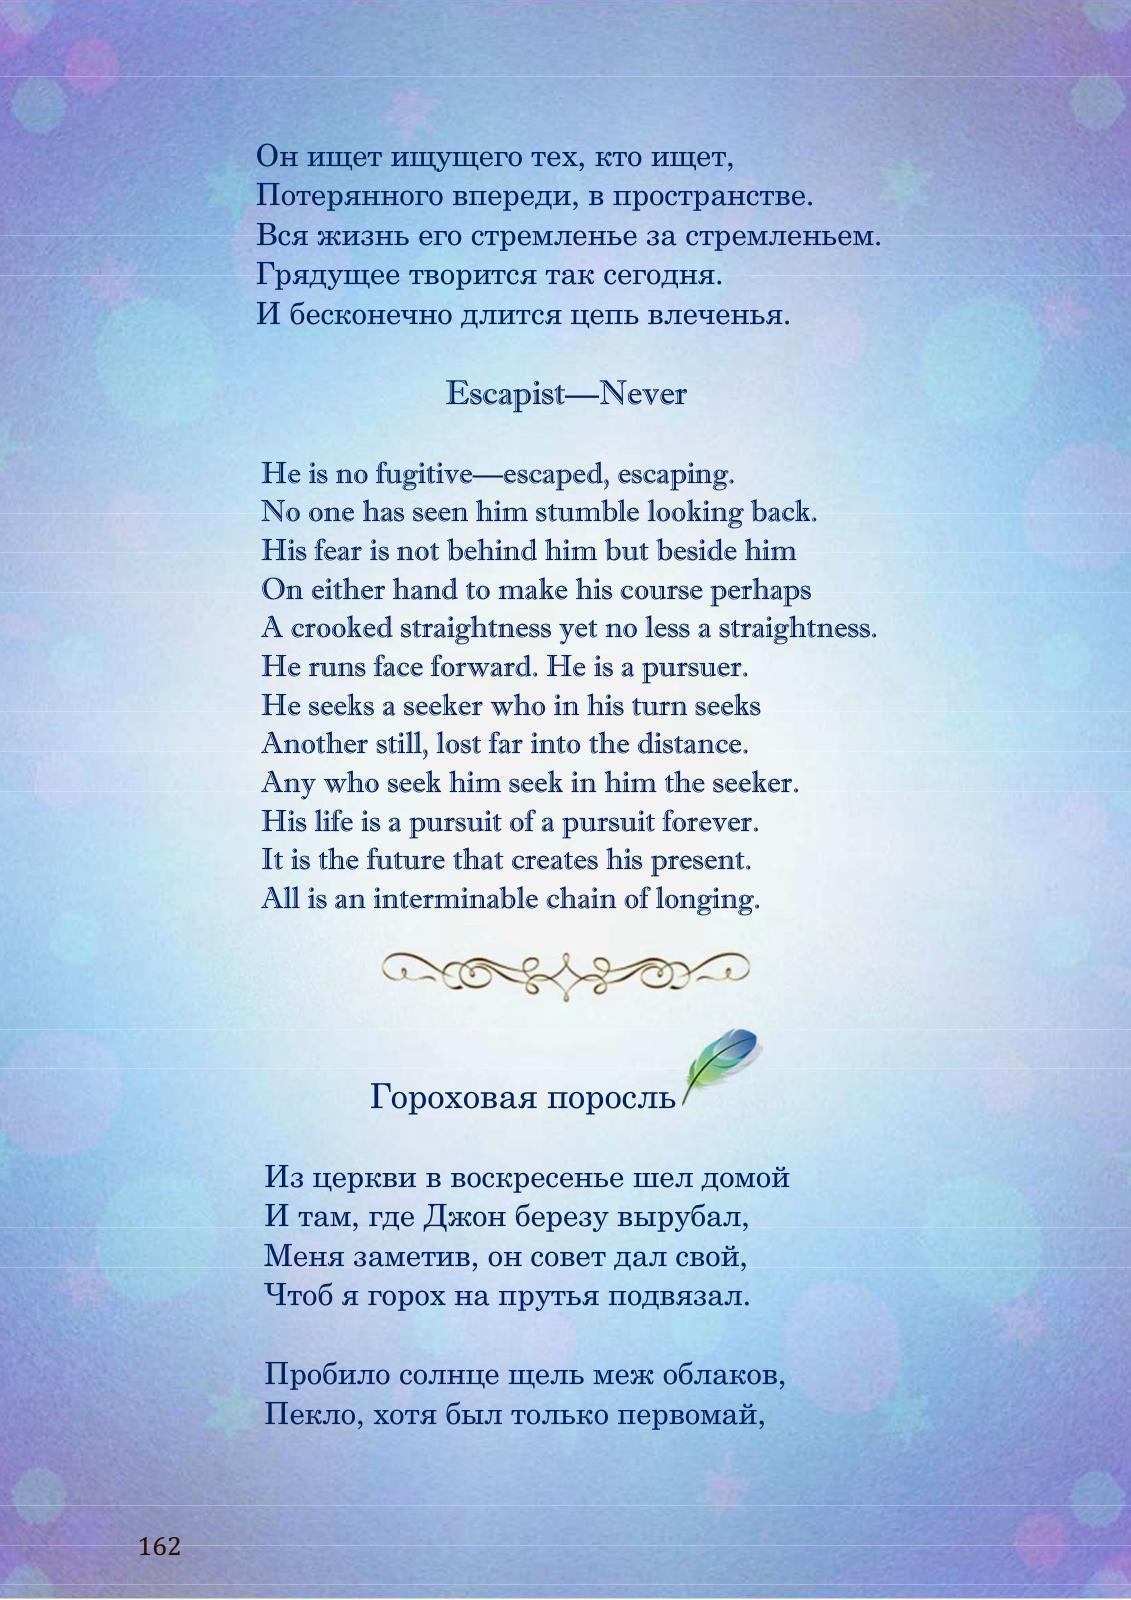 Он ищет ищущего тех, кто ищет,
Потерянного впереди, в пространстве.
Вся жизнь его стремленье за стремленьем.
Грядущее творится так сегодня.
И бесконечно длится цепь влеченья.
Escapist—Never
He is no fugitive—escaped, escaping.
No one has seen him stumble looking back.
His fear is not behind him but beside him
On either hand to make his course perhaps
A crooked straightness yet no less a straightness.
He runs face forward. He is a pursuer.
He seeks a seeker who in his turn seeks
Another still, lost far into the distance.
Any who seek him seek in him the seeker.
His life is a pursuit of a pursuit forever.
It is the future that creates his present.
All is an interminable chain of longing.
Гороховая поросль
Из церкви в воскресенье шел домой
И там, где Джон березу вырубал,
Меня заметив, он совет дал свой,
Чтоб я горох на прутья подвязал.
Пробило солнце щель меж облаков,
Пекло, хотя был только первомай,
162